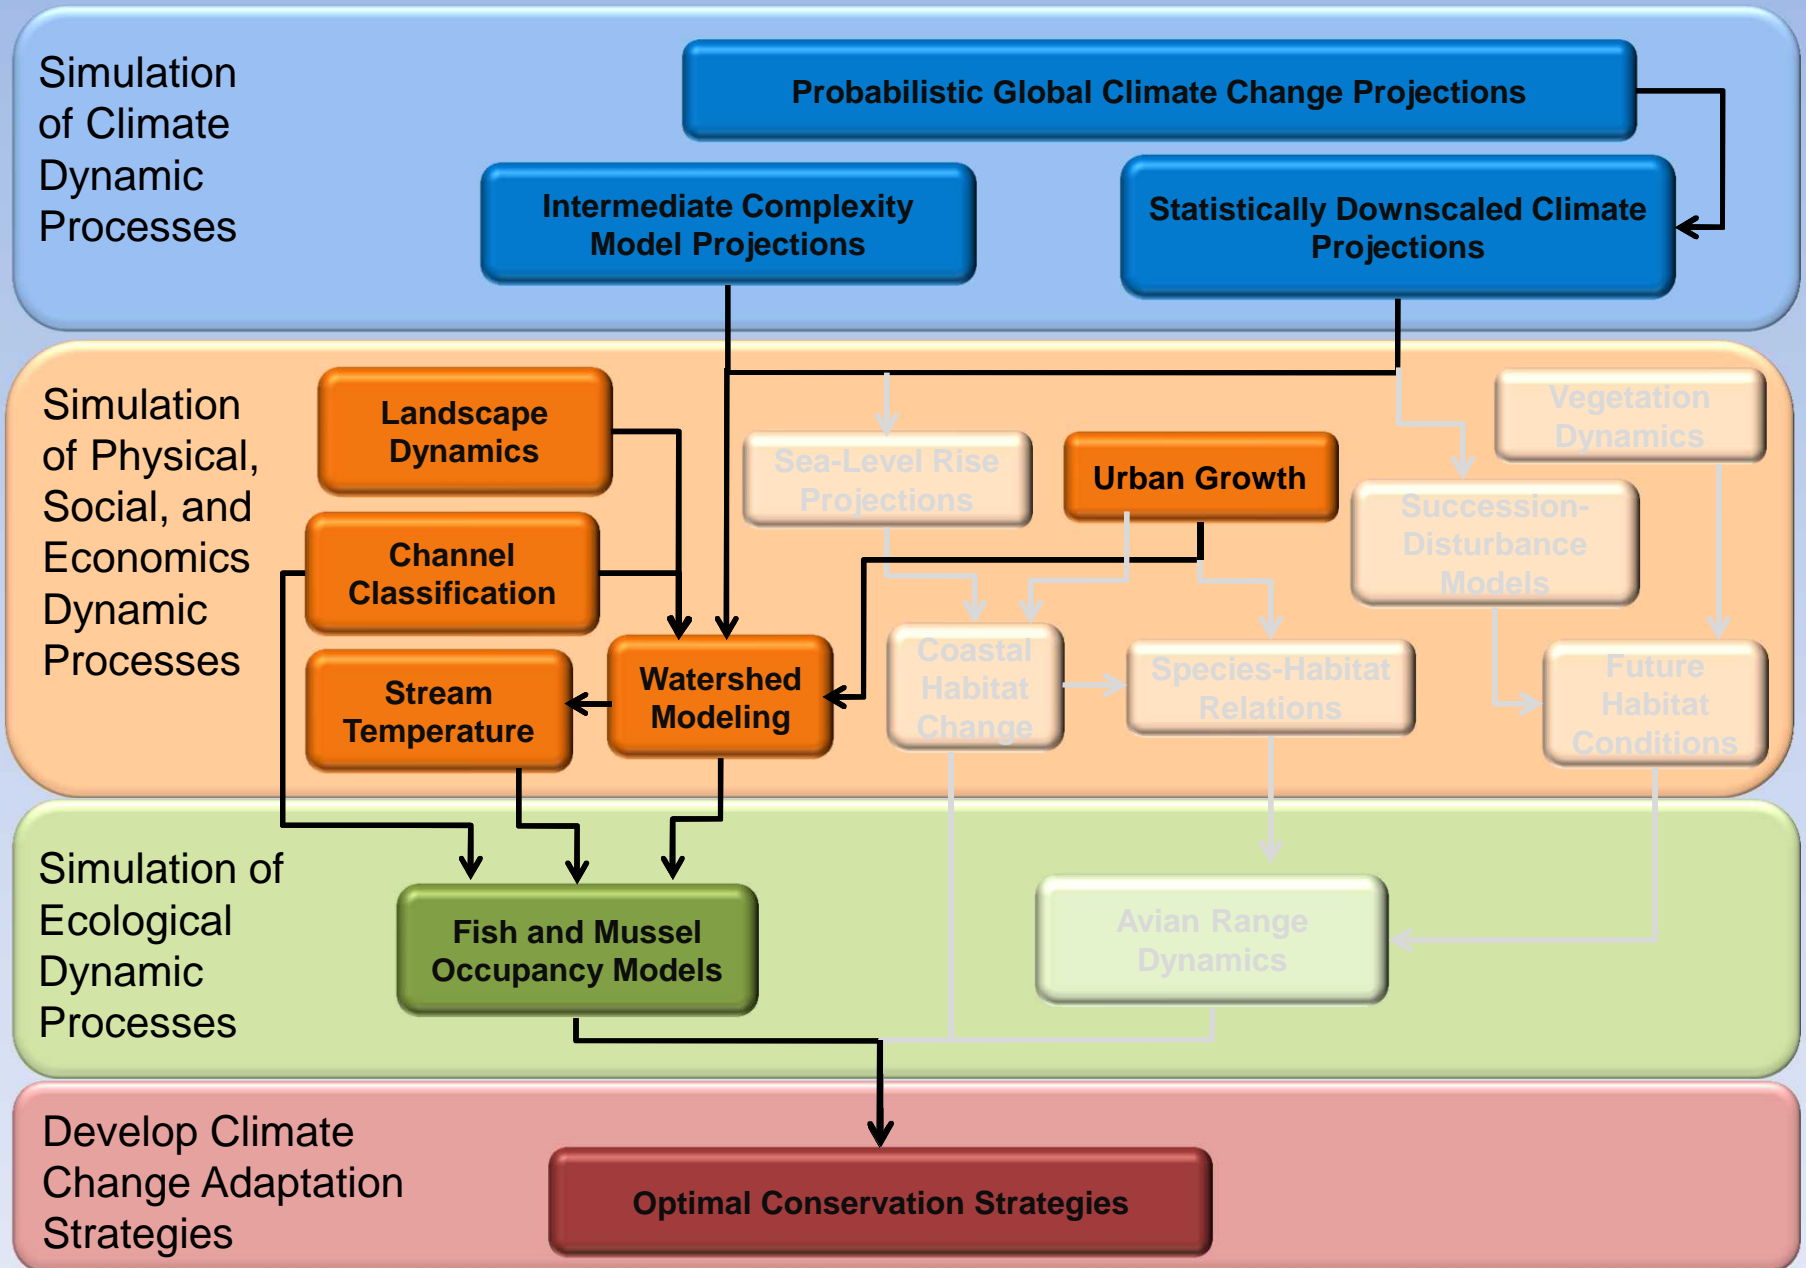 Simulation
of Climate
Dynamic
Processes
Probabilistic Global Climate Change Projections
Intermediate Complexity
Model Projections
Statistically Downscaled Climate
Projections
Simulation
of Physical,
Social, and
Economics
Dynamic
Processes
Landscape
Dynamics
Channel
Classification
Stream
Temperature
Watershed
Modeling
Sea-Level Rise
Projections
Urban Growth
Vegetation
Dynamics
Succession-
Disturbance
Models
Coastal
Habitat
Change
Species-Habitat
Relations
Future
Habitat
Conditions
Simulation of
Ecological
Dynamic
Processes
Fish and Mussel
Occupancy Models
Avian Range
Dynamics
Develop Climate
Change Adaptation
Strategies
Optimal Conservation Strategies